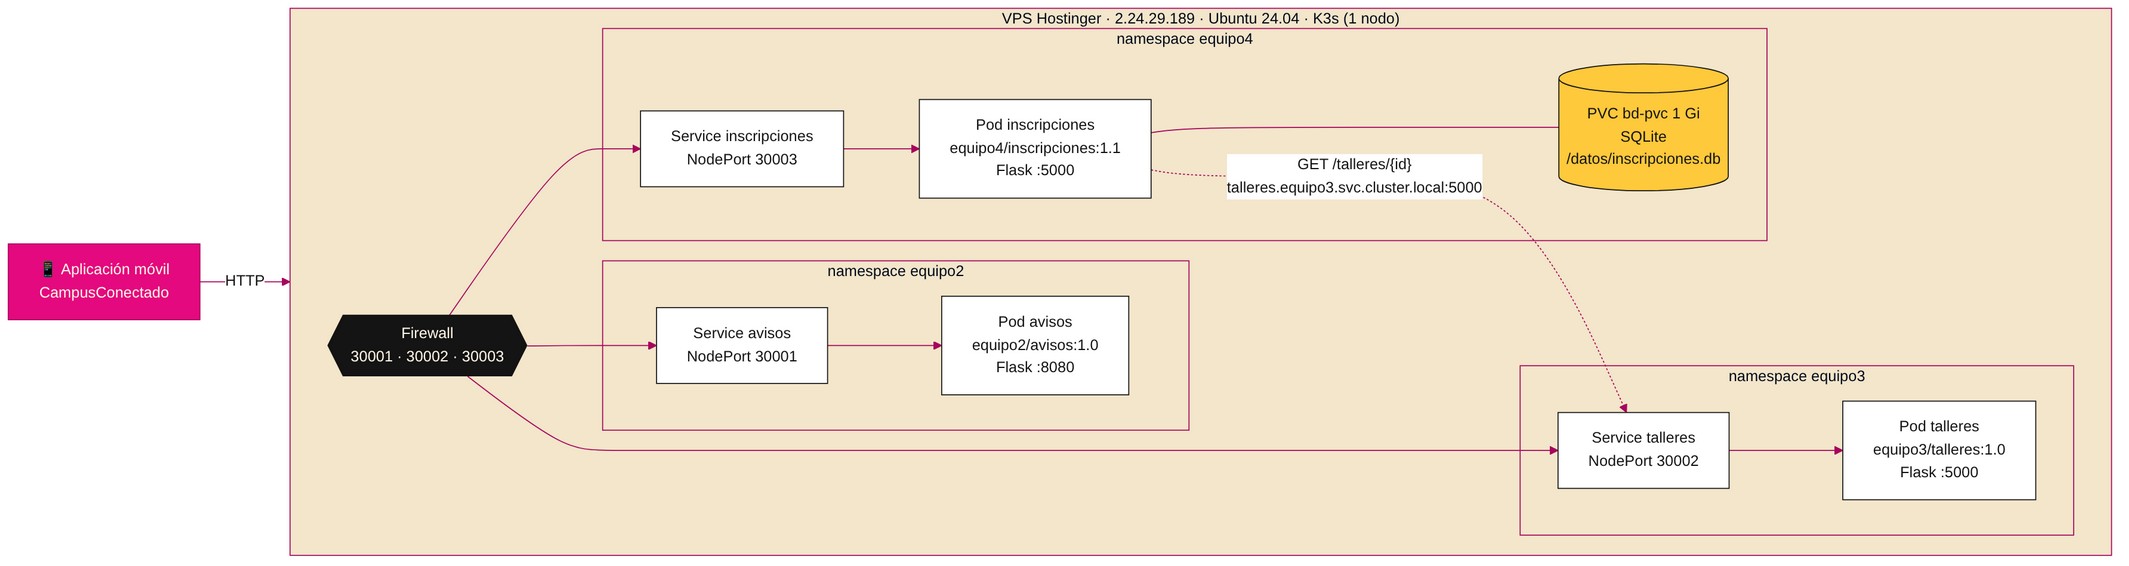 VPS Hostinger · 2.24.29.189 · Ubuntu 24.04 · K3s (1 nodo)
namespace equipo4
Service inscripciones
NodePort 30003
Pod inscripciones
equipo4/inscripciones:1.1
Flask :5000
GET /talleres/{id}
talleres.equipo3.svc.cluster.local:5000
PVC bd-pvc 1 Gi
SQLite
/datos/inscripciones.db
📱 Aplicación móvil
CampusConectado
HTTP
Firewall
30001 · 30002 · 30003
namespace equipo2
Service avisos
NodePort 30001
Pod avisos
equipo2/avisos:1.0
Flask :8080
namespace equipo3
Service talleres
NodePort 30002
Pod talleres
equipo3/talleres:1.0
Flask :5000